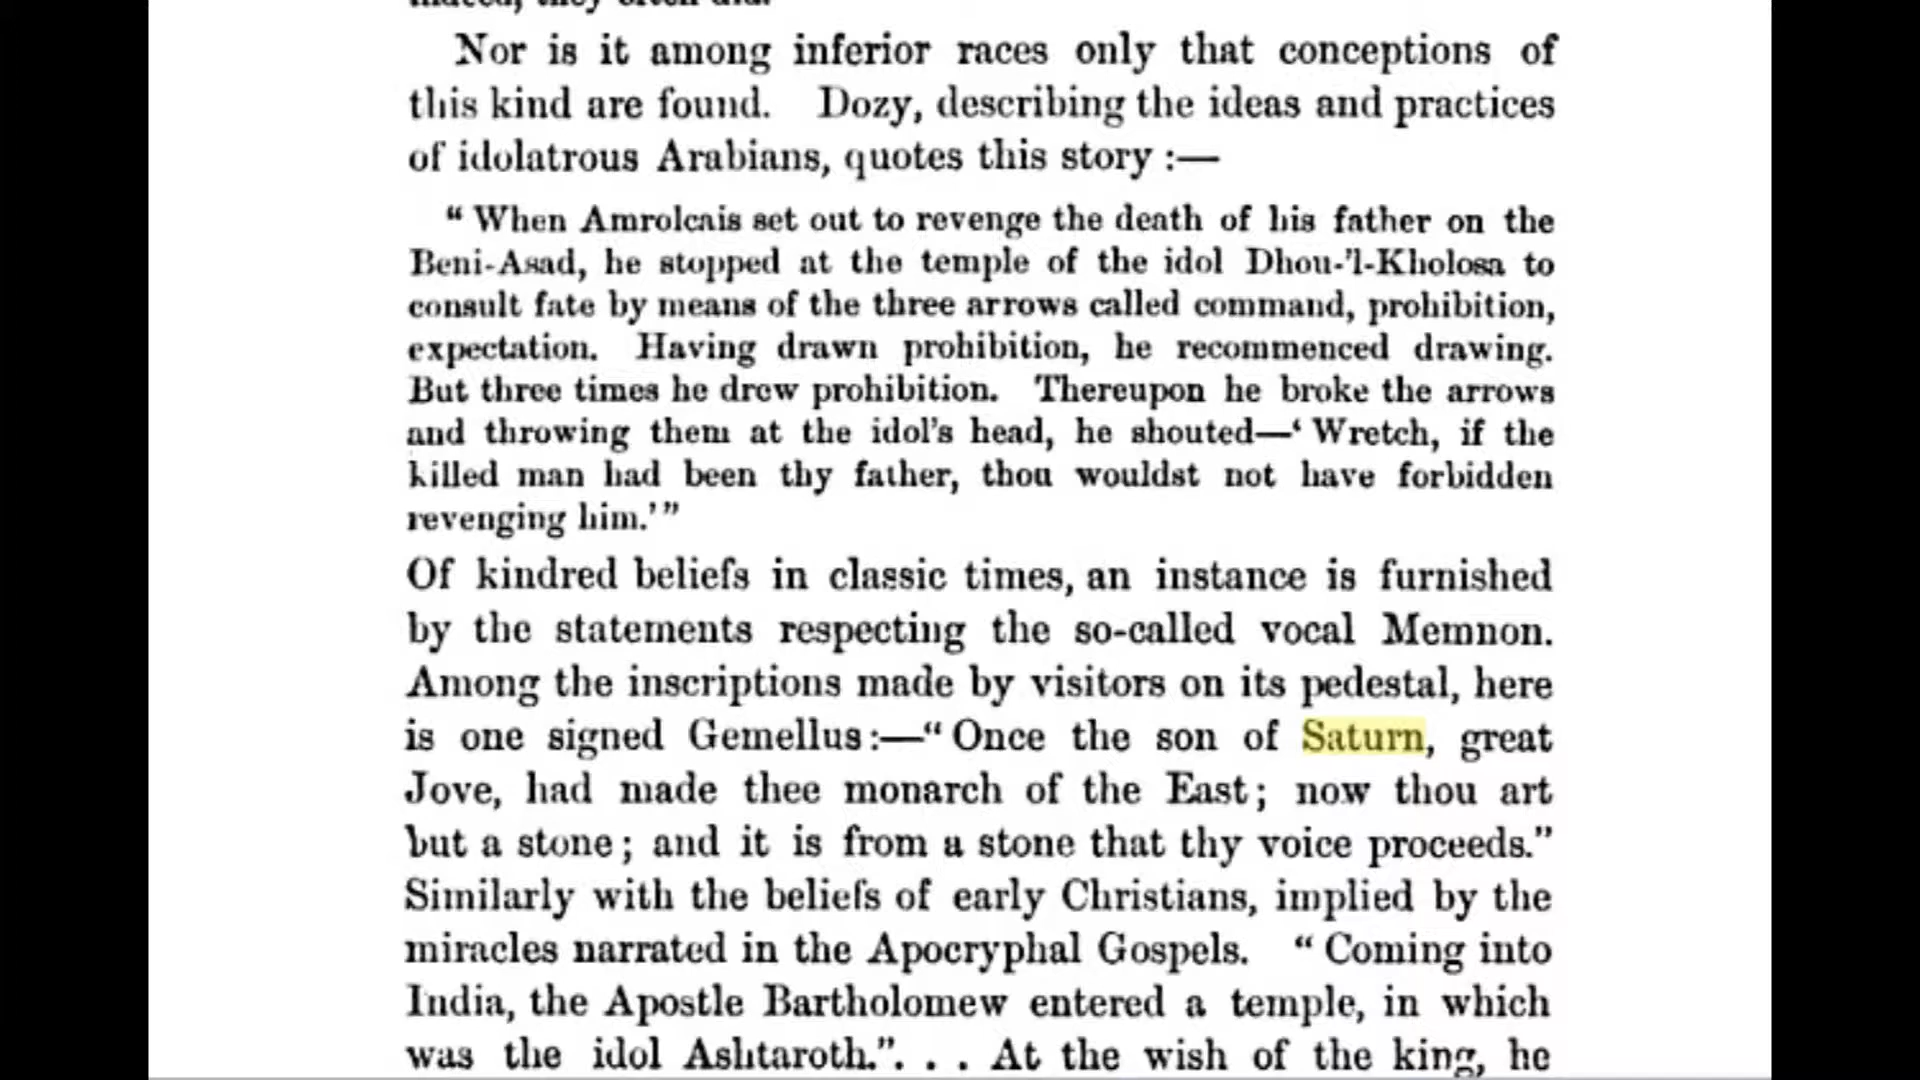 indeed, they often did.
Nor is it among inferior races only that conceptions of
this kind are found. Dozy, describing the ideas and practices
of idolatrous Arabians, quotes this story :—
“ When Amrolcais set out to revenge the death of his father on the
Beni-Asad, he stopped at the temple of the idol Dhou-’l-Kholosa to
consult fate by means of the three arrows called command, prohibition,
expectation. Having drawn prohibition, he recommenced drawing.
But three times he drew prohibition. Thereupon he broke the arrows
and throwing them at the idol’s head, he shouted—‘ Wretch, if the
killed man had been thy father, thou wouldst not have forbidden
revenging him.’”
Of kindred beliefs in classic times, an instance is furnished
by the statements respecting the so-called vocal Memnon.
Among the inscriptions made by visitors on its pedestal, here
is one signed Gemellus:—“ Once the son of Saturn, great
Jove, had made thee monarch of the East; now thou art
but a stone; and it is from a stone that thy voice proceeds.”
Similarly with the beliefs of early Christians, implied by the
miracles narrated in the Apocryphal Gospels. “ Coming into
India, the Apostle Bartholomew entered a temple, in which
was the idol Ashtaroth.”. . . At the wish of the king, he